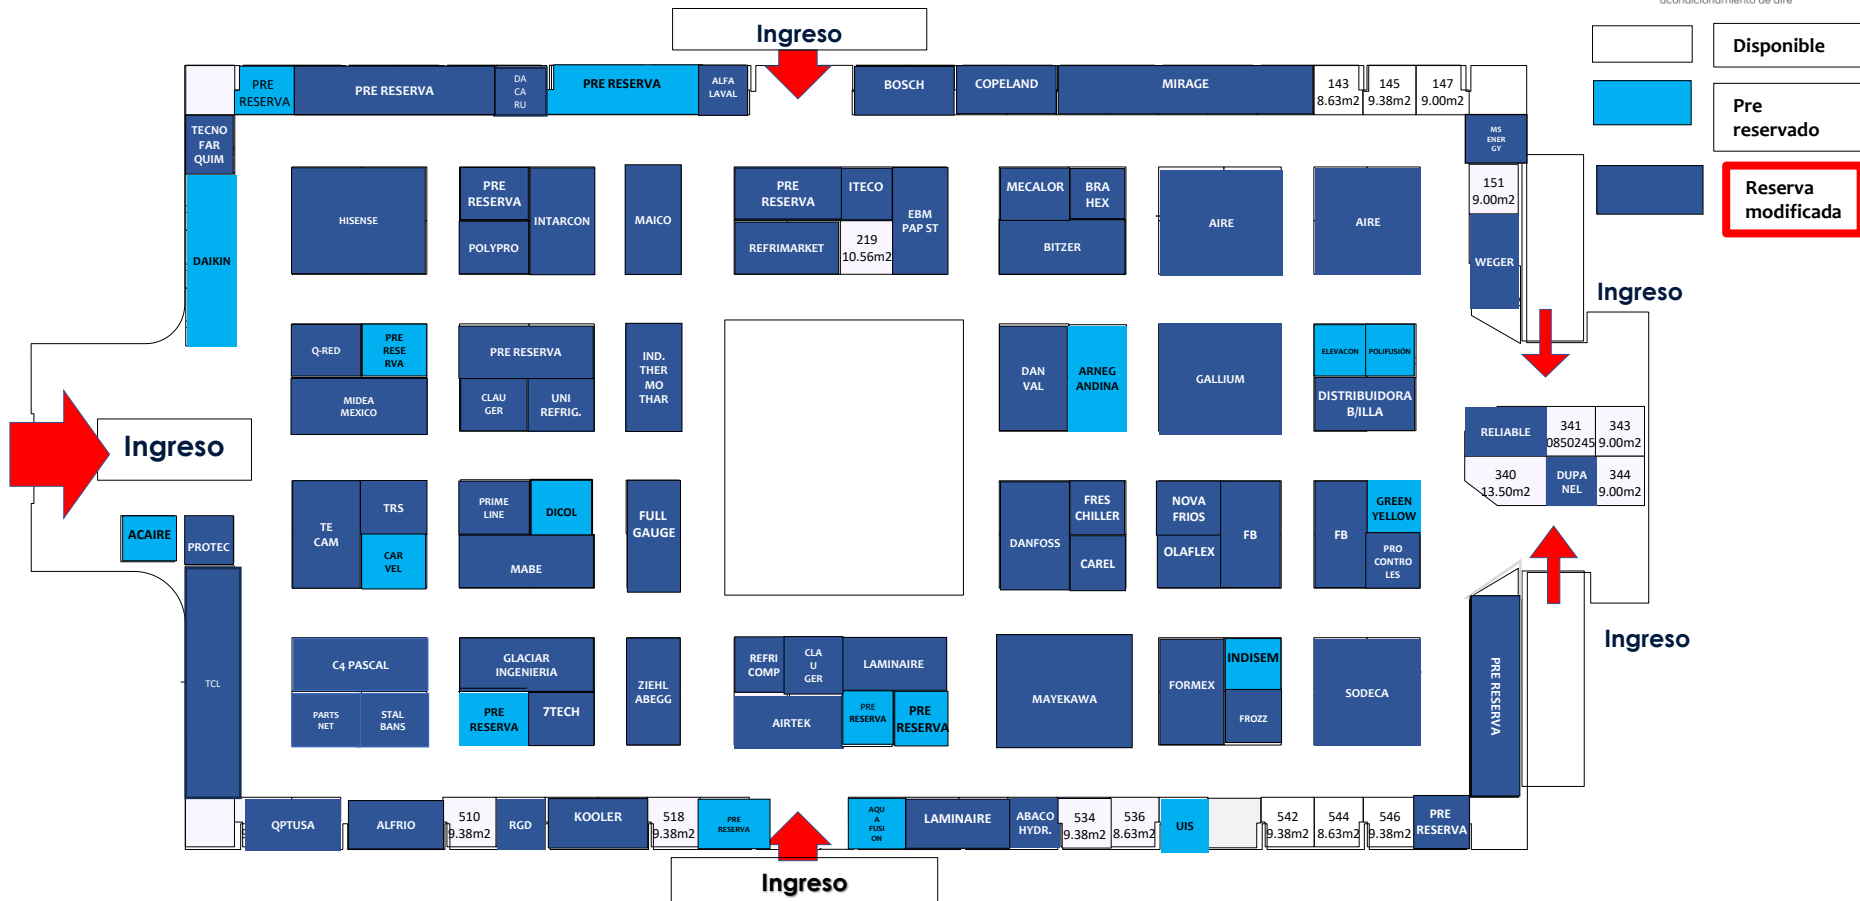 acondicionamiento de aire
Ingreso
Disponible
Pre
reservado
Reserva
modificada
PRE
RESERVA
PRE RESERVA
DA
CA
RU
PRE RESERVA
ALFA
LAVAL
BOSCH
COPELAND
MIRAGE
143
8.63m2
145
9.38m2
147
9.00m2
TECNO
FAR
QUIM
MS
ENER
GY
DAIKIN
HISENSE
PRE
RESERVA
POLYPRO
INTARCON
MAICO
PRE
RESERVA
ITECO
EBM
PAP ST
REFRIMARKET
219
10.56m2
MECALOR
BRA
HEX
BITZER
AIRE
AIRE
151
9.00m2
WEGER
Ingreso
Q-RED
PRE
RESE
RVA
MIDEA
MEXICO
PRE RESERVA
CLAU
GER
UNI
REFRIG.
IND.
THER
MO
THAR
DAN
VAL
ARNEG
ANDINA
GALLIUM
ELEVACON
POLIFUSIÓN
DISTRIBUIDORA
B/ILLA
RELIABLE
341
0850245
343
9.00m2
340
13.50m2
DUPA
NEL
344
9.00m2
Ingreso
ACAIRE
PROTEC
TE
CAM
TRS
CAR
VEL
PRIME
LINE
DICOL
MABE
FULL
GAUGE
DANFOSS
FRES
CHILLER
CAREL
NOVA
FRIOS
OLAFLEX
FB
FB
GREEN
YELLOW
PRO
CONTRO
LES
Ingreso
TCL
C4 PASCAL
PARTS
NET
STAL
BANS
GLACIAR
INGENIERIA
PRE
RESERVA
7TECH
ZIEHL
ABEGG
REFRI
COMP
CLA
U
GER
LAMINAIRE
AIRTEK
PRE
RESERVA
PRE
RESERVA
MAYEKAWA
FORMEX
INDISEM
FROZZ
SODECA
PRE RESERVA
QPTUSA
ALFRIO
510
9.38m2
RGD
KOOLER
518
9.38m2
PRE
RESERVA
AQU
A
FUSI
ON
LAMINAIRE
ABACO
HYDR.
534
9.38m2
536
8.63m2
UIS
542
9.38m2
544
8.63m2
546
9.38m2
PRE
RESERVA
Ingreso